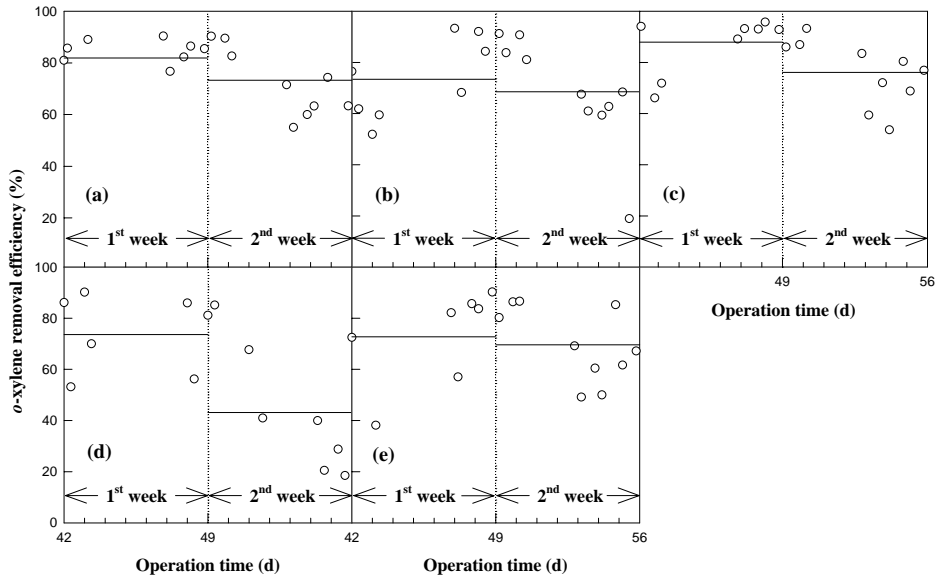 100
80
60
40
20
(a)
1st week
2nd week
(b)
1st week
2nd week
(c)
1st week
2nd week
49
56
Operation time (d)
o-xylene removal efficiency (%)
100
80
60
40
20
0
(d)
1st week
2nd week
(e)
1st week
2nd week
42
49
42
49
56
Operation time (d)
Operation time (d)